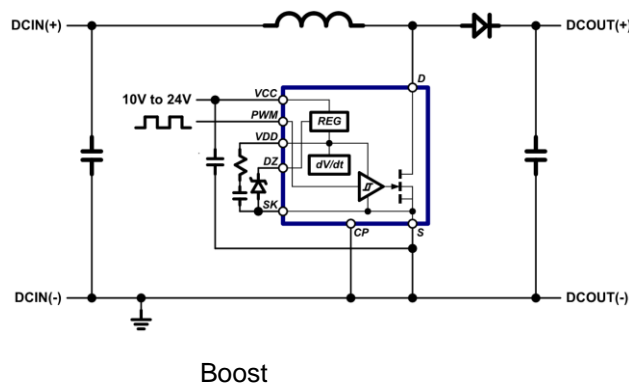 DCIN(+)
DCOUT(+)
D
VCC
10V to 24V
PWM
REG
VDD
DZ
dV/dt
SK
CP
S
DCIN(-)
DCOUT(-)
Boost